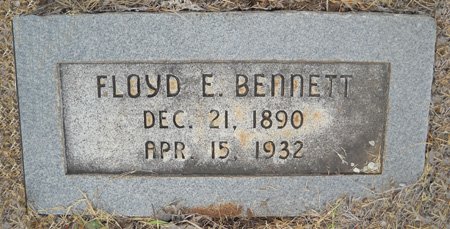 FLOYD E. BENNETT
DEC. 21, 1890
APR. 15, 1932